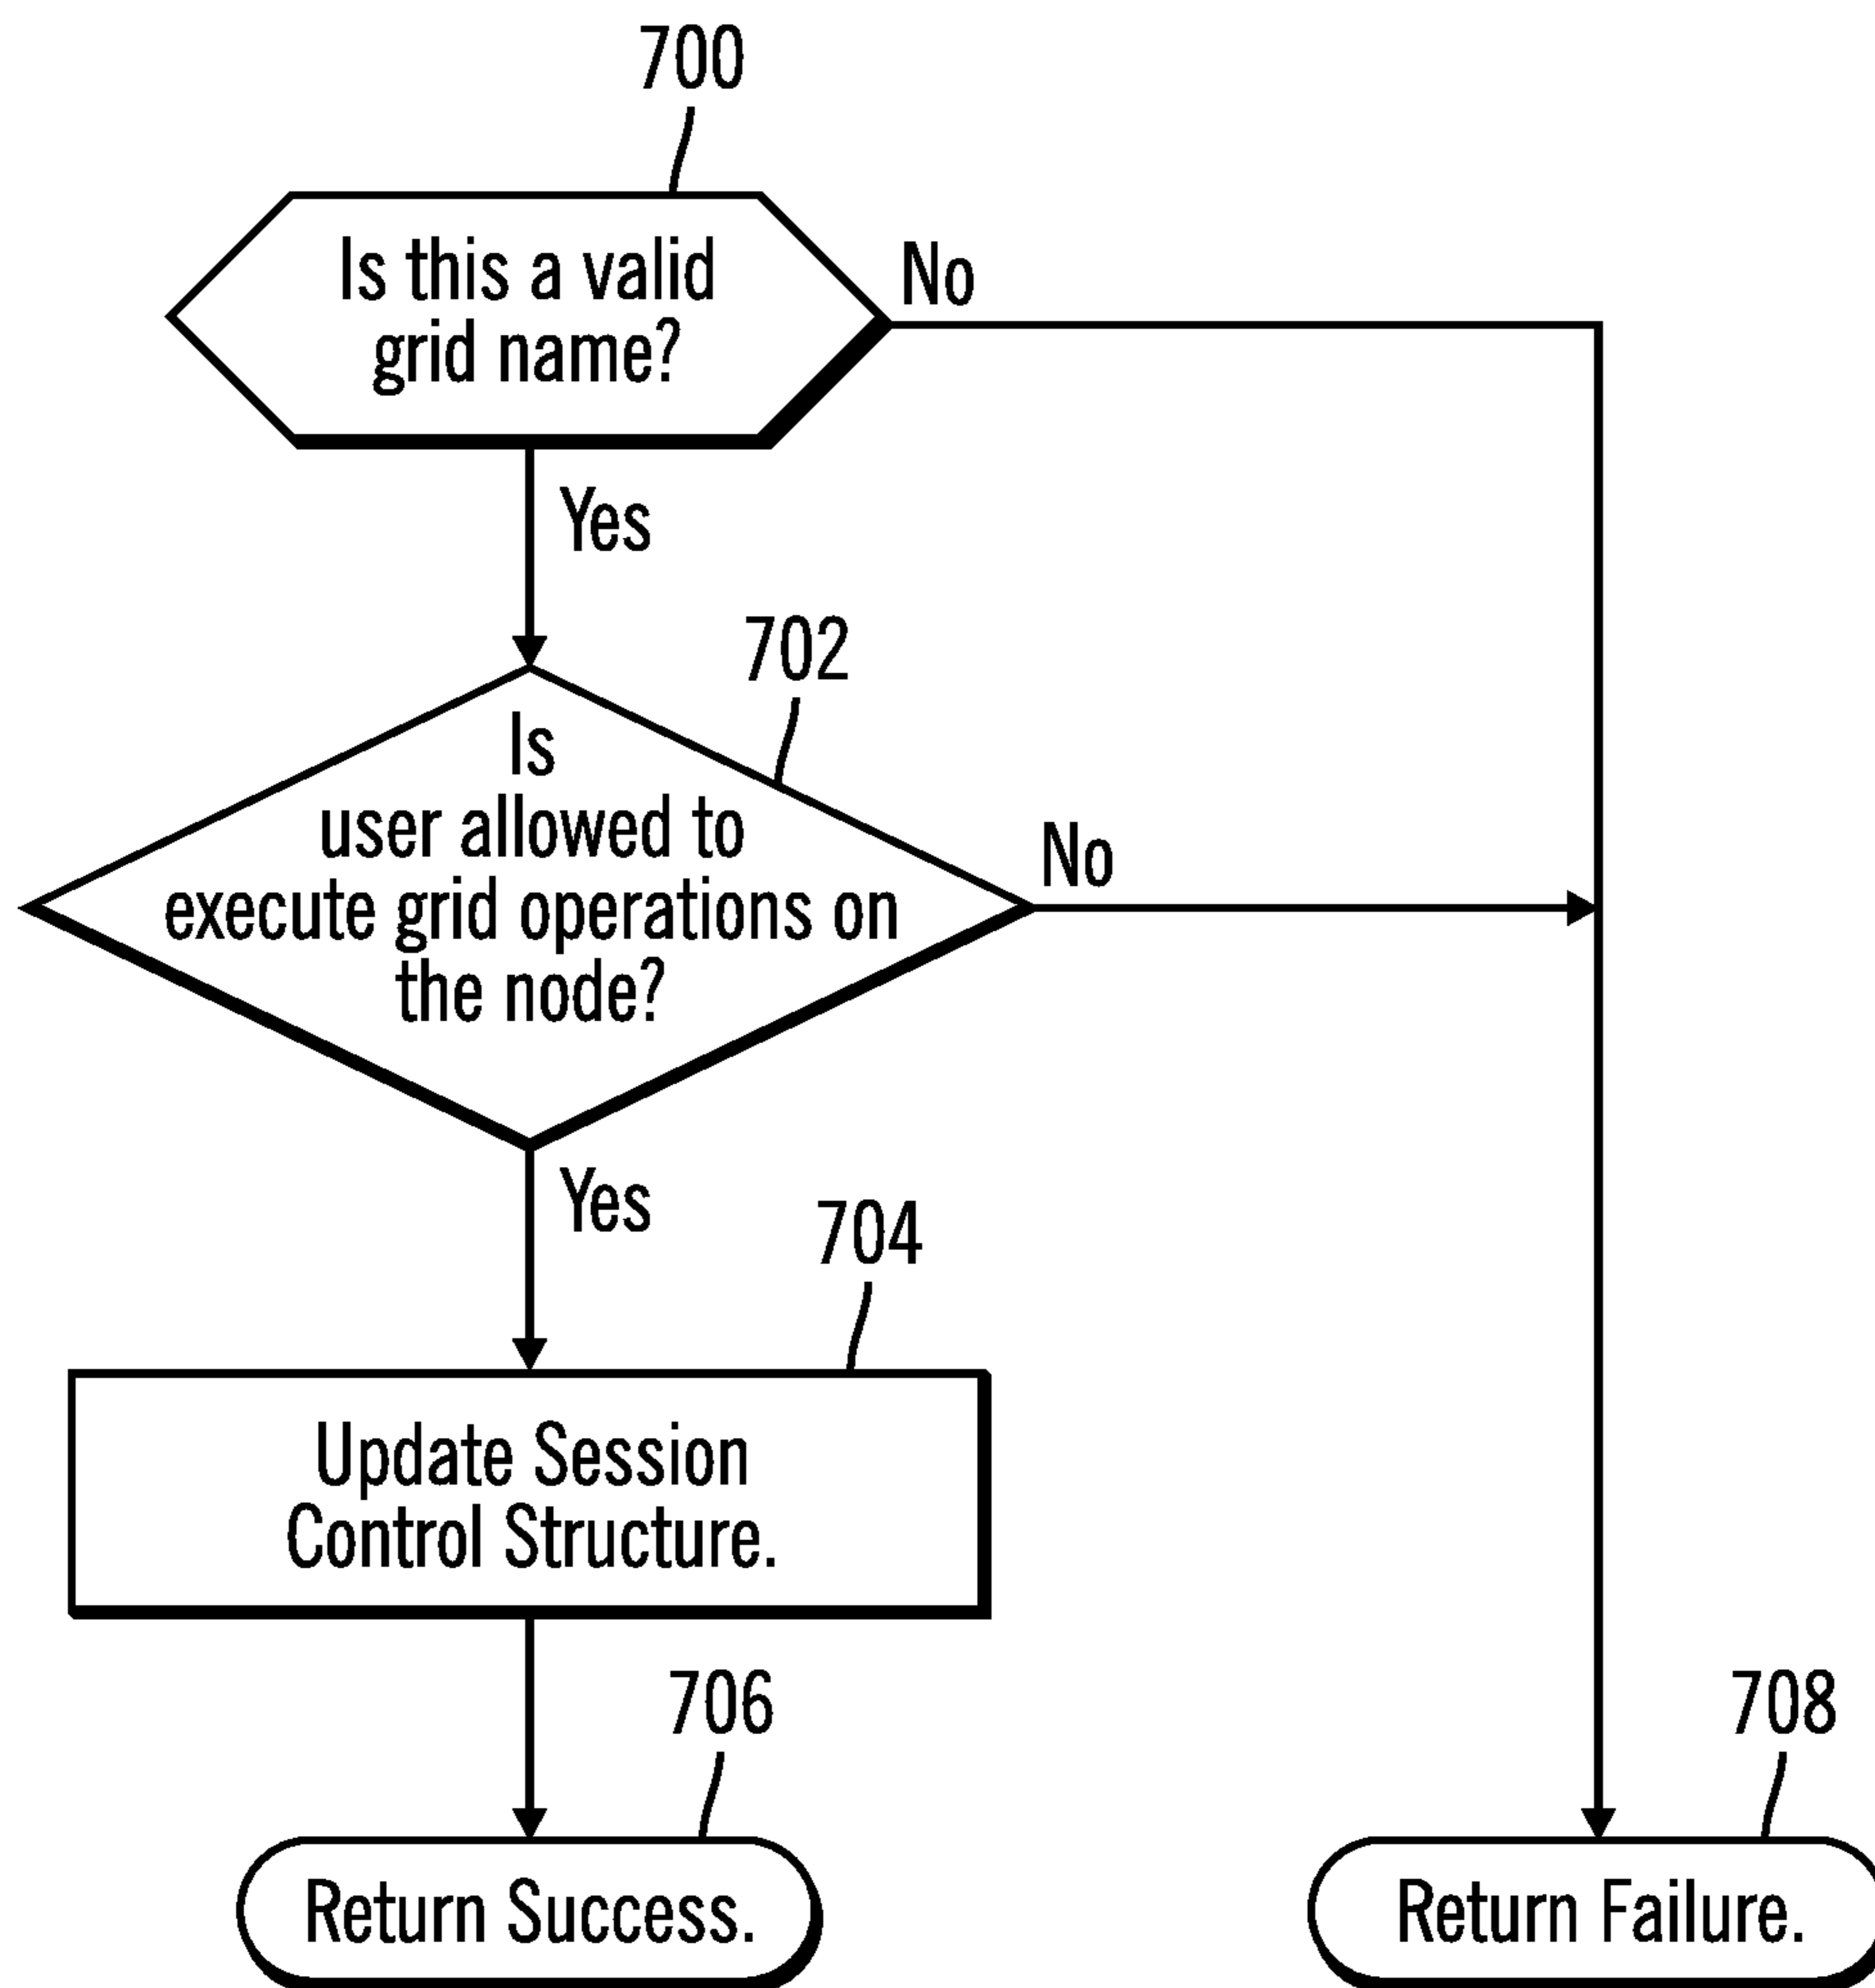 700
Is this a valid
grid name?
No
Yes
702
Is
user allowed to
execute grid operations on
the node?
No
Yes
704
Update Session
Control Structure.
706
Return Success.
708
Return Failure.